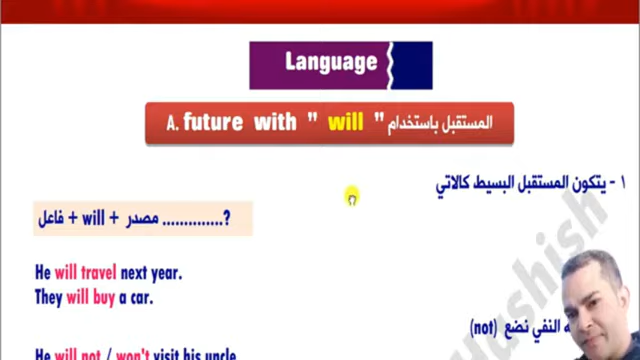 Language
A. future with " will " المستقبل باستخدام
١ - يتكون المستقبل البسيط كالاتي
فاعل + will + مصدر ..............?
He will travel next year.
They will buy a car.
ه النفي نضع (not)
He will not / won't visit his uncle